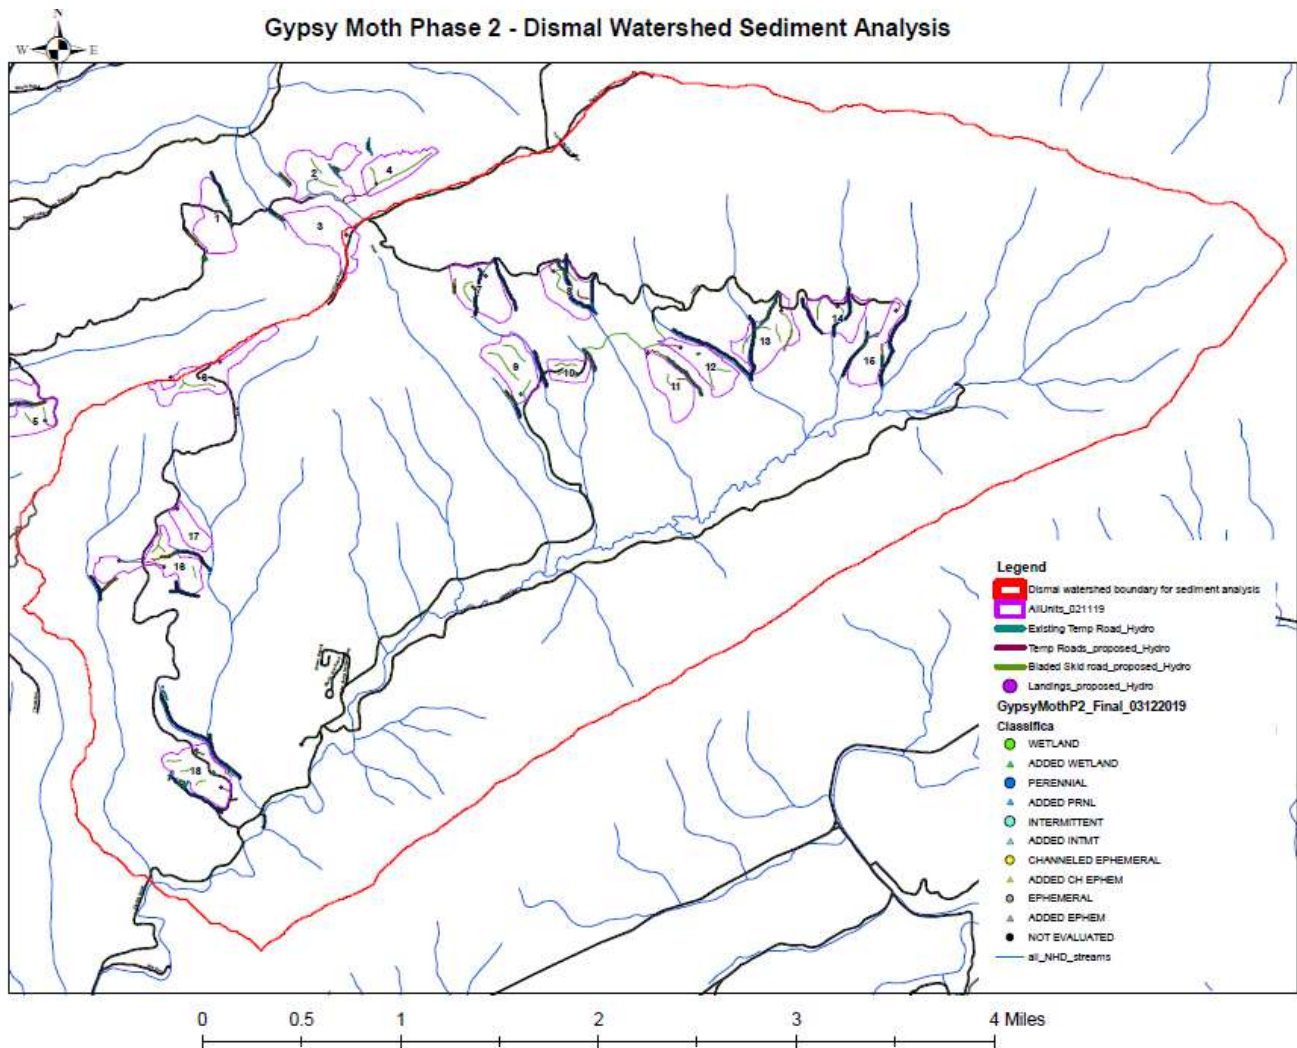 Gypsy Moth Phase 2 - Dismal Watershed Sediment Analysis
N
W E
S
1
2
3
4
5
6
7
8
9
10
11
12
13
14
15
16
17
18
Legend
Dismal watershed boundary for sediment analysis
AllUnits_021119
Existing Temp Road_Hydro
Temp Roads_proposed_Hydro
Bladed Skid road_proposed_Hydro
Landings_proposed_Hydro
GypsyMothP2_Final_03122019
Classifica
WETLAND
ADDED WETLAND
PERENNIAL
ADDED PRNL
INTERMITTENT
ADDED INTMT
CHANNELED EPHEMERAL
ADDED CH EPHEM
EPHEMERAL
ADDED EPHEM
NOT EVALUATED
all_NHD_streams
0 0.5 1 2 3 4 Miles